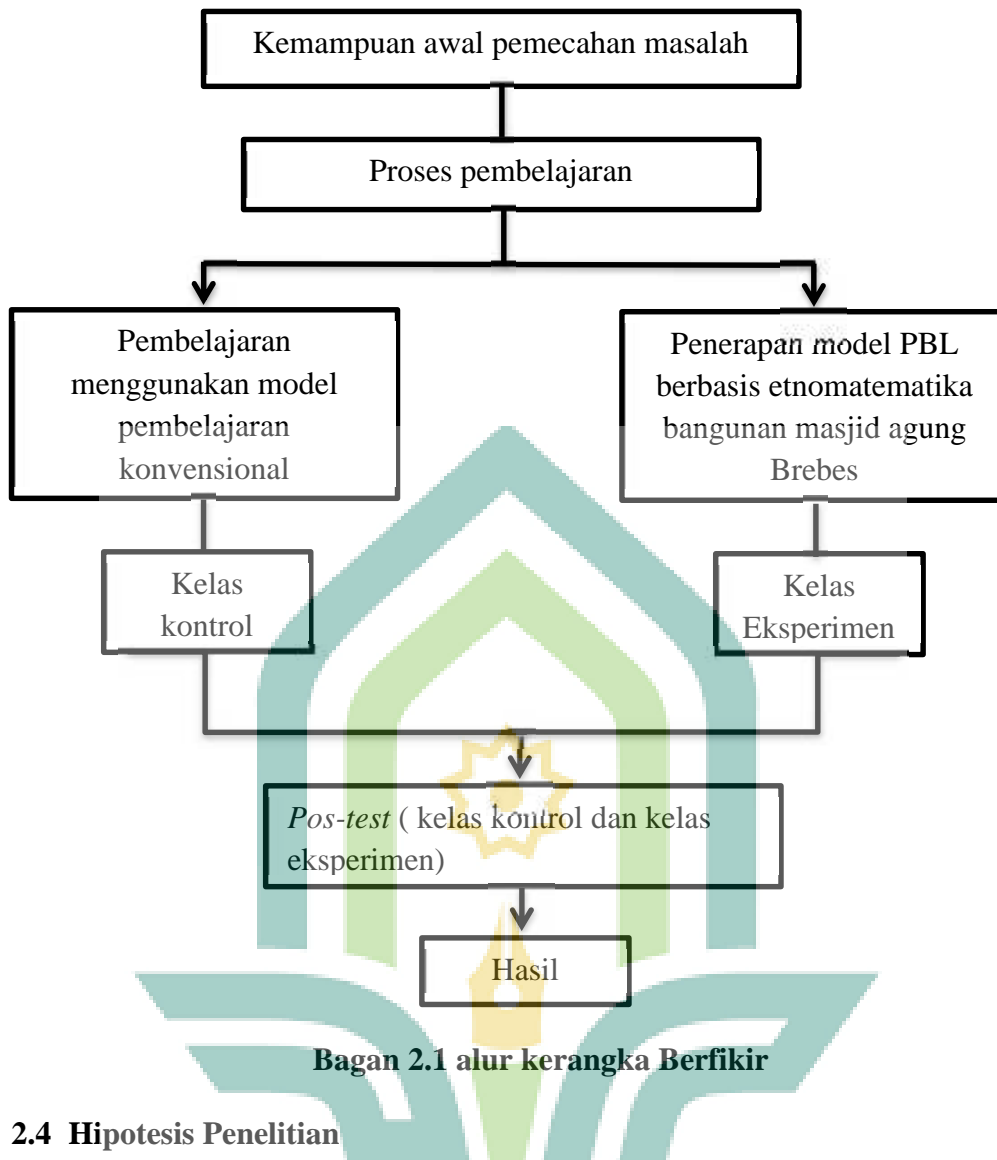 Kemampuan awal pemecahan masalah
Proses pembelajaran
Pembelajaran
menggunakan model
pembelajaran
konvensional
Penerapan model PBL
berbasis etnomatematika
bangunan masjid agung
Brebes
Kelas
kontrol
Kelas
Eksperimen
Pos-test ( kelas kontrol dan kelas
eksperimen)
Hasil
Bagan 2.1 alur kerangka Berfikir
2.4 Hipotesis Penelitian